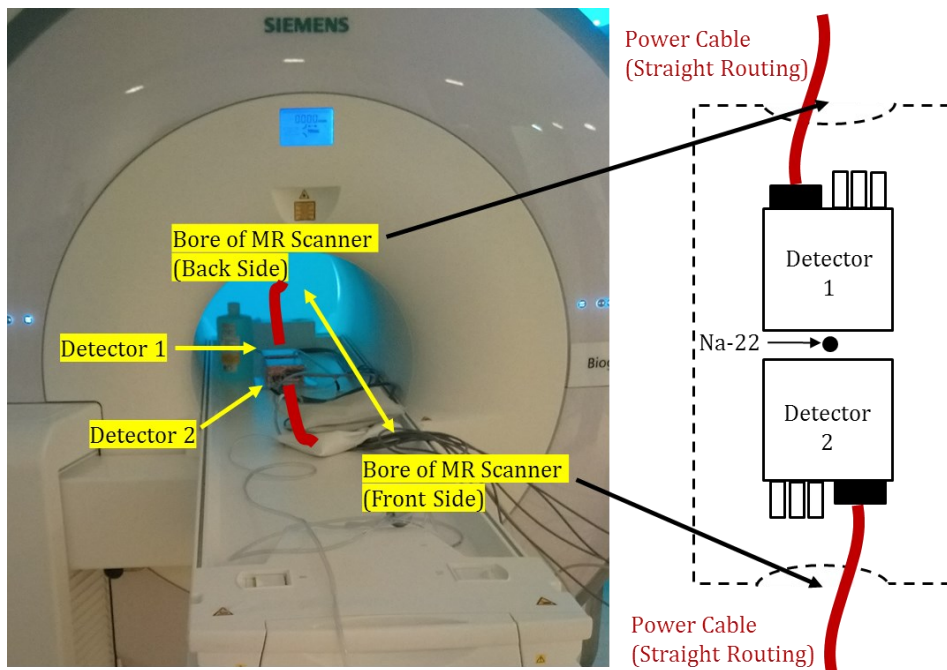 SIEMENS
Bore of MR Scanner
(Back Side)
Detector 1
Detector 2
Bore of MR Scanner
(Front Side)
Biog
Power Cable
(Straight Routing)
Detector
1
Na-22
Detector
2
Power Cable
(Straight Routing)